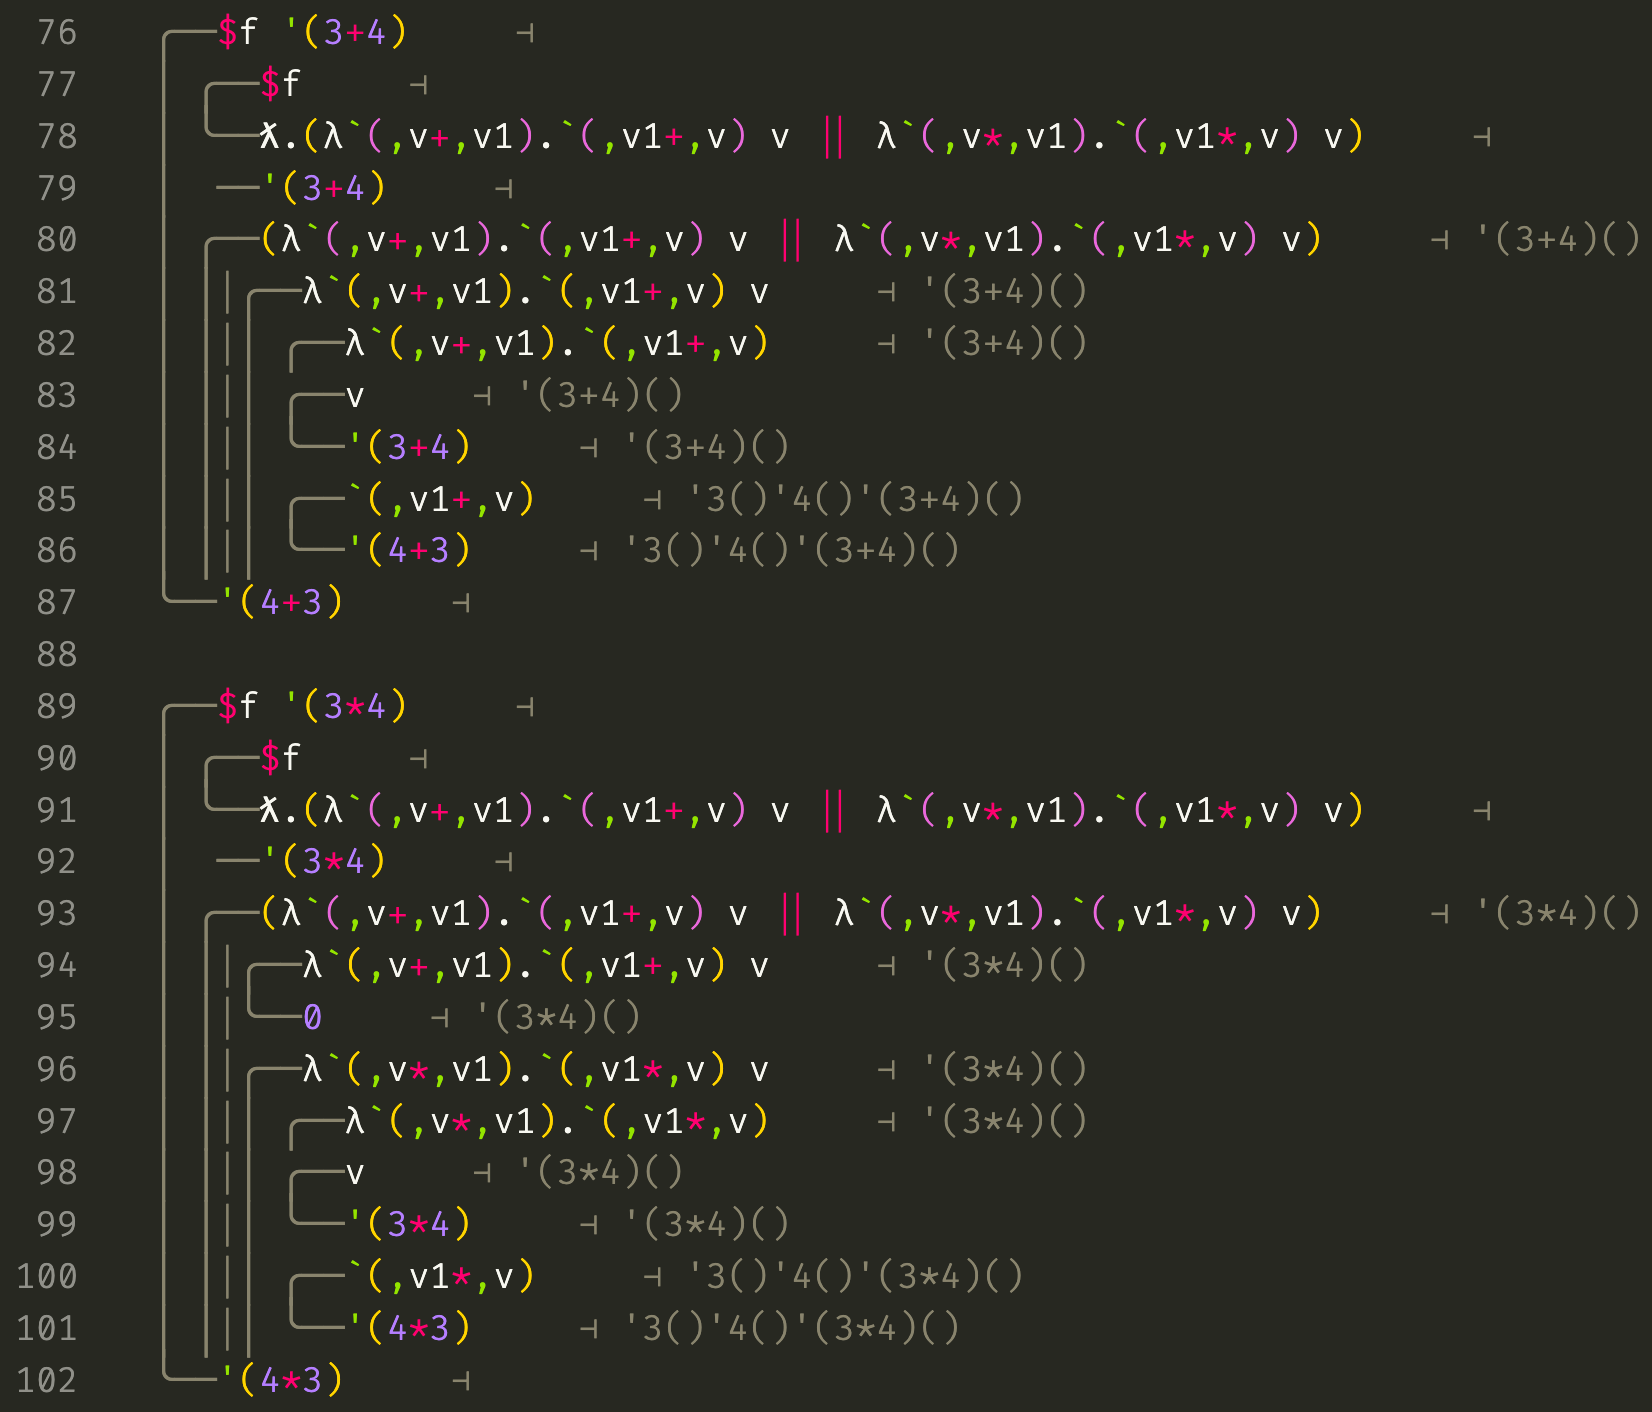 76 $f '(3+4) ⊣
77 $f ⊣
78 ƛ.(λ`(,v+,v1).`(,v1+,v) v || λ`(,v*,v1).`(,v1*,v) v) ⊣
79 '(3+4) ⊣
80 (λ`(,v+,v1).`(,v1+,v) v || λ`(,v*,v1).`(,v1*,v) v) ⊣ '(3+4)()
81 λ`(,v+,v1).`(,v1+,v) v ⊣ '(3+4)()
82 λ`(,v+,v1).`(,v1+,v) ⊣ '(3+4)()
83 v ⊣ '(3+4)()
84 '(3+4) ⊣ '(3+4)()
85 `(,v1+,v) ⊣ '3()'4()'(3+4)()
86 '(4+3) ⊣ '3()'4()'(3+4)()
87 '(4+3) ⊣
88
89 $f '(3*4) ⊣
90 $f ⊣
91 ƛ.(λ`(,v+,v1).`(,v1+,v) v || λ`(,v*,v1).`(,v1*,v) v) ⊣
92 '(3*4) ⊣
93 (λ`(,v+,v1).`(,v1+,v) v || λ`(,v*,v1).`(,v1*,v) v) ⊣ '(3*4)()
94 λ`(,v+,v1).`(,v1+,v) v ⊣ '(3*4)()
95 0 ⊣ '(3*4)()
96 λ`(,v*,v1).`(,v1*,v) v ⊣ '(3*4)()
97 λ`(,v*,v1).`(,v1*,v) ⊣ '(3*4)()
98 v ⊣ '(3*4)()
99 '(3*4) ⊣ '(3*4)()
100 `(,v1*,v) ⊣ '3()'4()'(3*4)()
101 '(4*3) ⊣ '3()'4()'(3*4)()
102 '(4*3) ⊣